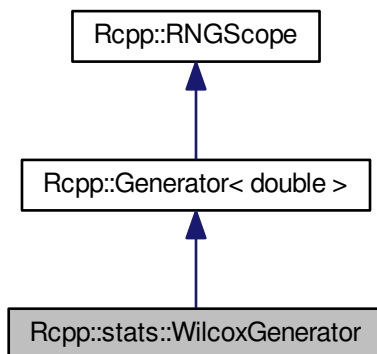 Rcpp::RNGScope
Rcpp::Generator< double >
Rcpp::stats::WilcoxGenerator